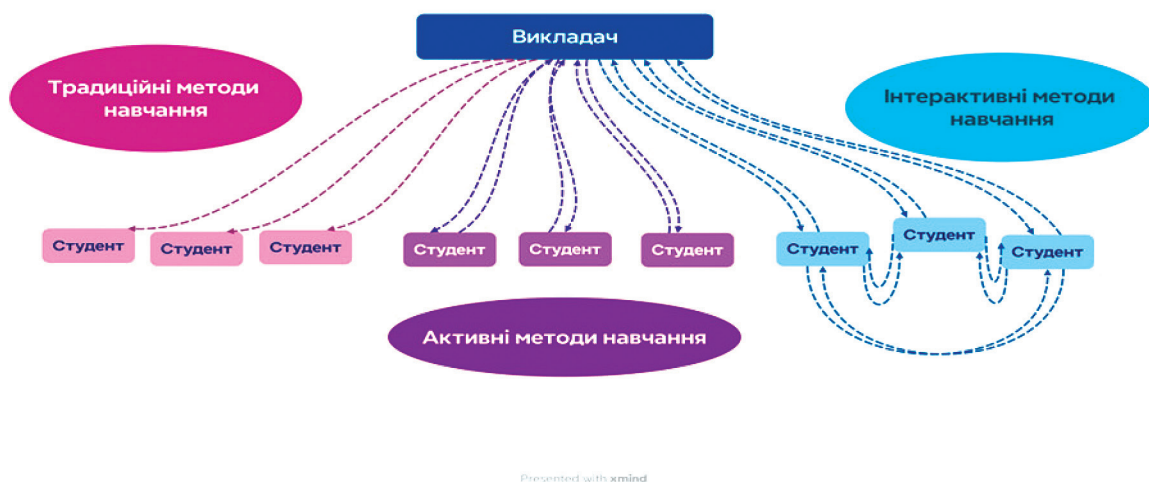 Викладач
Традиційні методи
навчання
Інтерактивні методи
навчання
Студент
Студент
Студент
Студент
Студент
Студент
Студент
Студент
Студент
Активні методи навчання
Presented with xmind